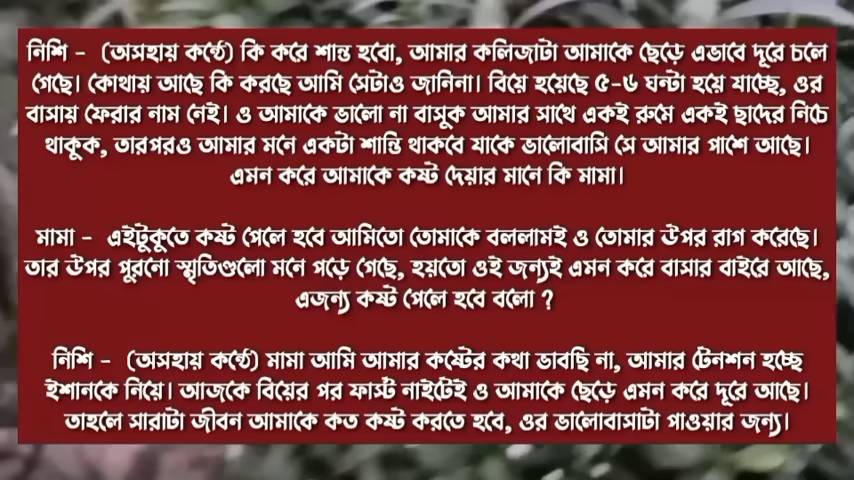 নিশি - (অসহায় কন্ঠে) কি করে শান্ত হবো, আমার কলিজাটা আমাকে ছেড়ে এভাবে দূরে চলে
গেছে। কোথায় আছে কি করছে আমি সেটাও জানিনা। বিয়ে হয়েছে ৫-৬ ঘন্টা হয়ে যাচ্ছে, ওর
বাসায় ফেরার নাম নেই। ও আমাকে ভালো না বাসুক আমার সাথে একই রুমে একই ছাদের নিচে
থাকুক, তারপরও আমার মনে একটা শান্তি থাকবে যাকে ভালোবাসি সে আমার পাশে আছে।
এমন করে আমাকে কষ্ট দেয়ার মানে কি মামা।
মামা - এইটুকুতে কষ্ট পেলে হবে আমিতো তোমাকে বললামই ও তোমার উপর রাগ করেছে।
তার উপর পুরনো স্মৃতিগুলো মনে পড়ে গেছে, হয়তো ওই জন্যই এমন করে বাসার বাইরে আছে,
এজন্য কষ্ট পেলে হবে বলো ?
নিশি - (অসহায় কন্ঠে) মামা আমি আমার কষ্টের কথা ভাবছি না, আমার টেনশন হচ্ছে
ইশানকে নিয়ে। আজকে বিয়ের পর ফার্স্ট নাইটেই ও আমাকে ছেড়ে এমন করে দূরে আছে।
তাহলে সারাটা জীবন আমাকে কত কষ্ট করতে হবে, ওর ভালোবাসাটা পাওয়ার জন্য।